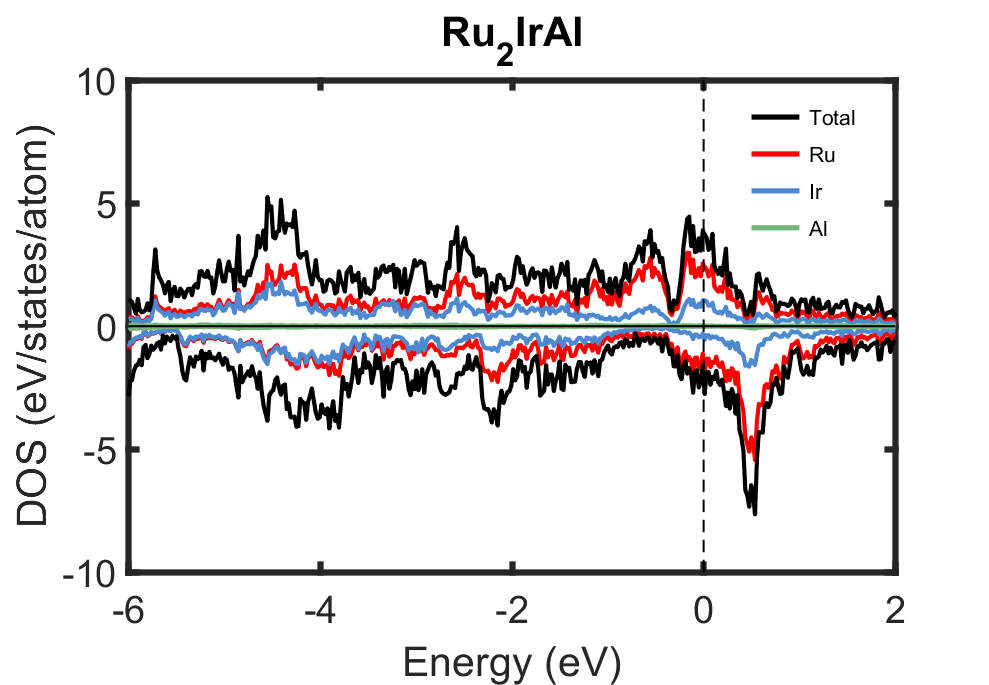 Ru2IrAl
10
5
0
-5
-10
-6
-4
-2
0
2
DOS (eV/states/atom)
Energy (eV)
Total
Ru
Ir
Al